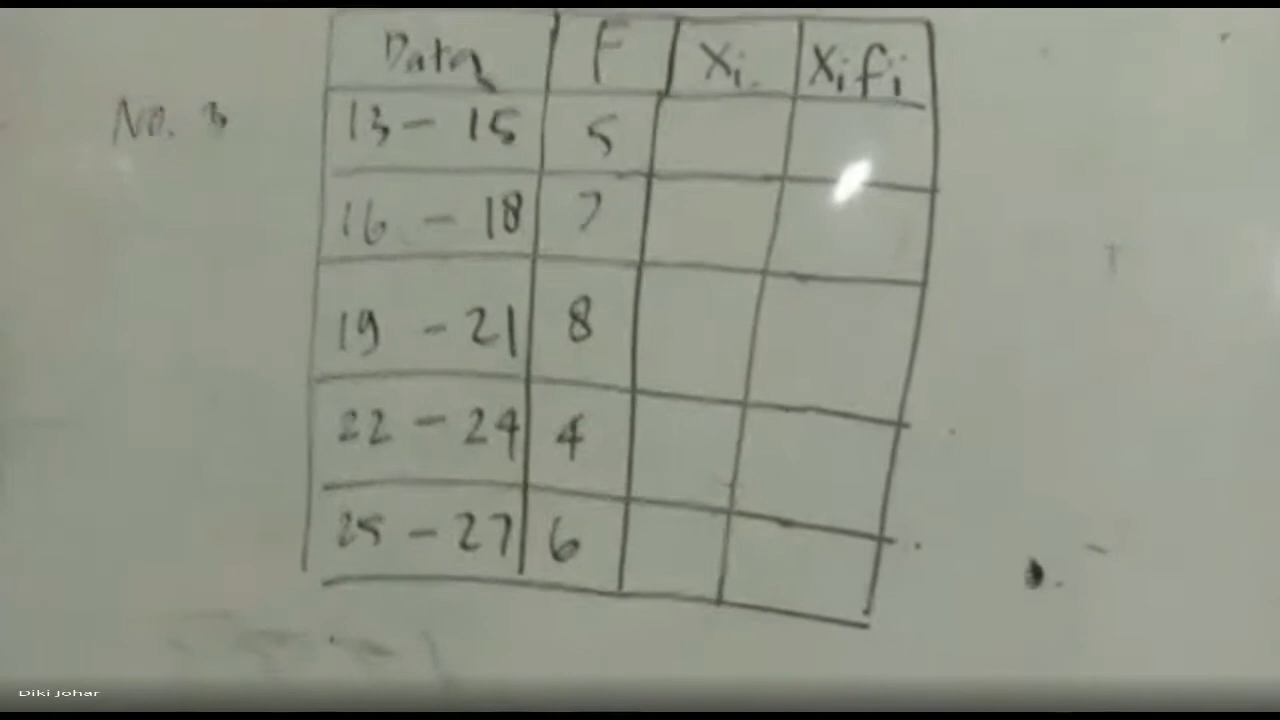 Data F Xi Xifi
No. 3 13 - 15 5
16 - 18 7
19 - 21 8
22 - 24 4
25 - 27 6
Diki Johar